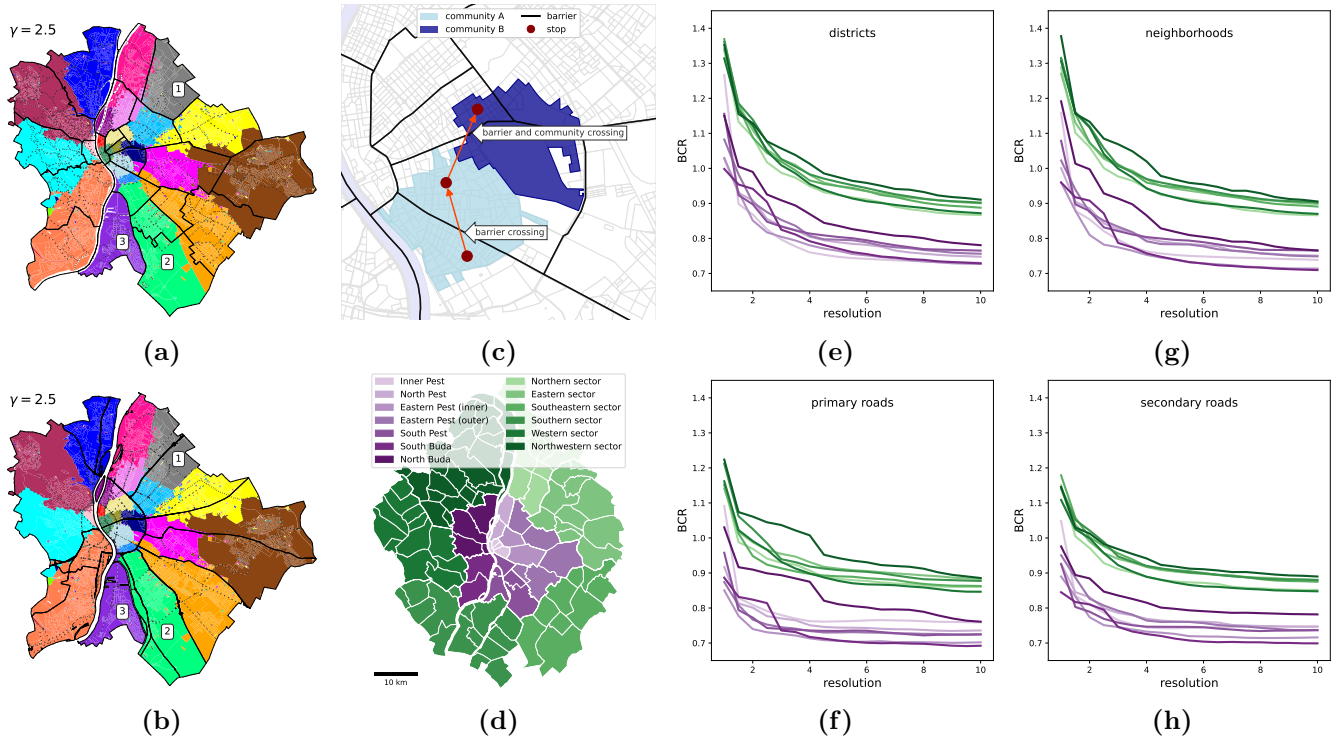 γ = 2.5
1
2
3
(a)
community A
community B
barrier
stop
barrier and community crossing
barrier crossing
(c)
1.4
1.3
1.2
1.1
1.0
0.9
0.8
0.7
BCR
districts
2
4
6
8
10
resolution
(e)
1.4
1.3
1.2
1.1
1.0
0.9
0.8
0.7
BCR
neighborhoods
2
4
6
8
10
resolution
(g)
γ = 2.5
1
2
3
(b)
Inner Pest
North Pest
Eastern Pest (inner)
Eastern Pest (outer)
South Pest
South Buda
North Buda
Northern sector
Eastern sector
Southeastern sector
Southern sector
Western sector
Northwestern sector
10 km
(d)
1.4
1.3
1.2
1.1
1.0
0.9
0.8
0.7
BCR
primary roads
2
4
6
8
10
resolution
(f)
1.4
1.3
1.2
1.1
1.0
0.9
0.8
0.7
BCR
secondary roads
2
4
6
8
10
resolution
(h)